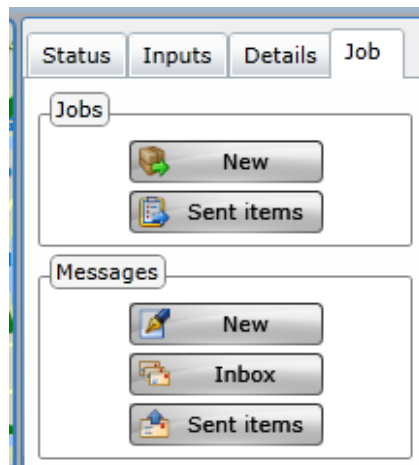 Status Inputs Details Job
Jobs
New
Sent items
Messages
New
Inbox
Sent items